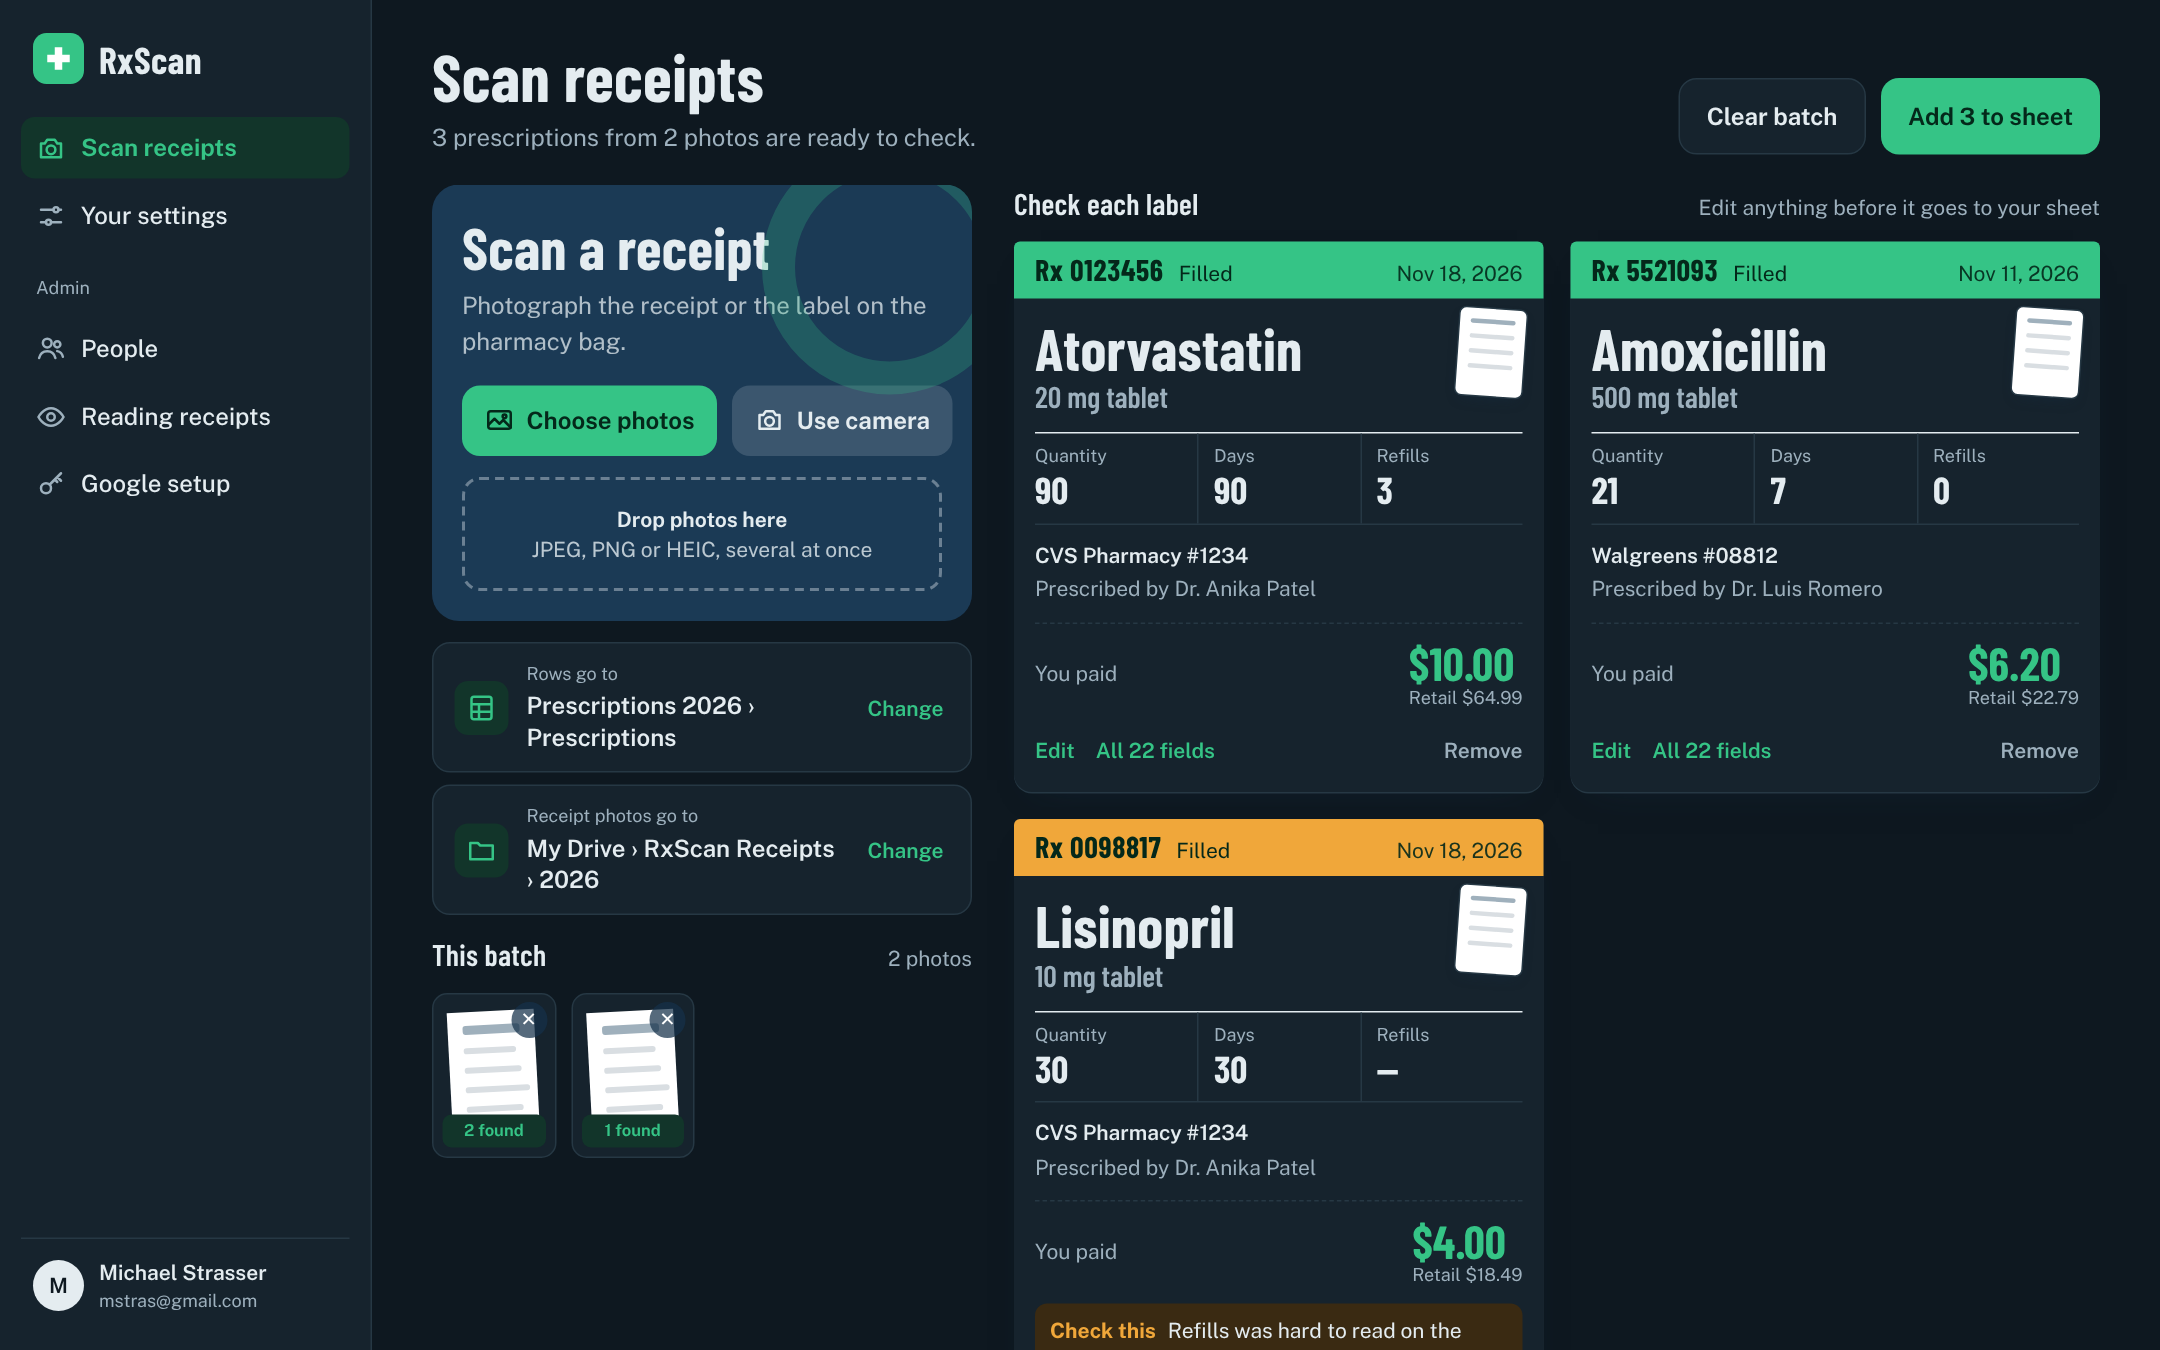 RxScan
Scan receipts
Your settings
Admin
People
Reading receipts
Google setup
M
Michael Strasser
mstras@gmail.com
Scan receipts
3 prescriptions from 2 photos are ready to check.
Clear batch
Add 3 to sheet
Scan a receipt
Photograph the receipt or the label on the
pharmacy bag.
Choose photos
Use camera
Drop photos here
JPEG, PNG or HEIC, several at once
Rows go to
Prescriptions 2026 ›
Prescriptions
Change
Receipt photos go to
My Drive › RxScan Receipts
› 2026
Change
This batch
2 photos
2 found
1 found
Check each label
Edit anything before it goes to your sheet
Rx 0123456 Filled Nov 18, 2026
Atorvastatin
20 mg tablet
Quantity Days Refills
90 90 3
CVS Pharmacy #1234
Prescribed by Dr. Anika Patel
You paid $10.00
Retail $64.99
Edit All 22 fields Remove
Rx 5521093 Filled Nov 11, 2026
Amoxicillin
500 mg tablet
Quantity Days Refills
21 7 0
Walgreens #08812
Prescribed by Dr. Luis Romero
You paid $6.20
Retail $22.79
Edit All 22 fields Remove
Rx 0098817 Filled Nov 18, 2026
Lisinopril
10 mg tablet
Quantity Days Refills
30 30 –
CVS Pharmacy #1234
Prescribed by Dr. Anika Patel
You paid $4.00
Retail $18.49
Check this Refills was hard to read on the